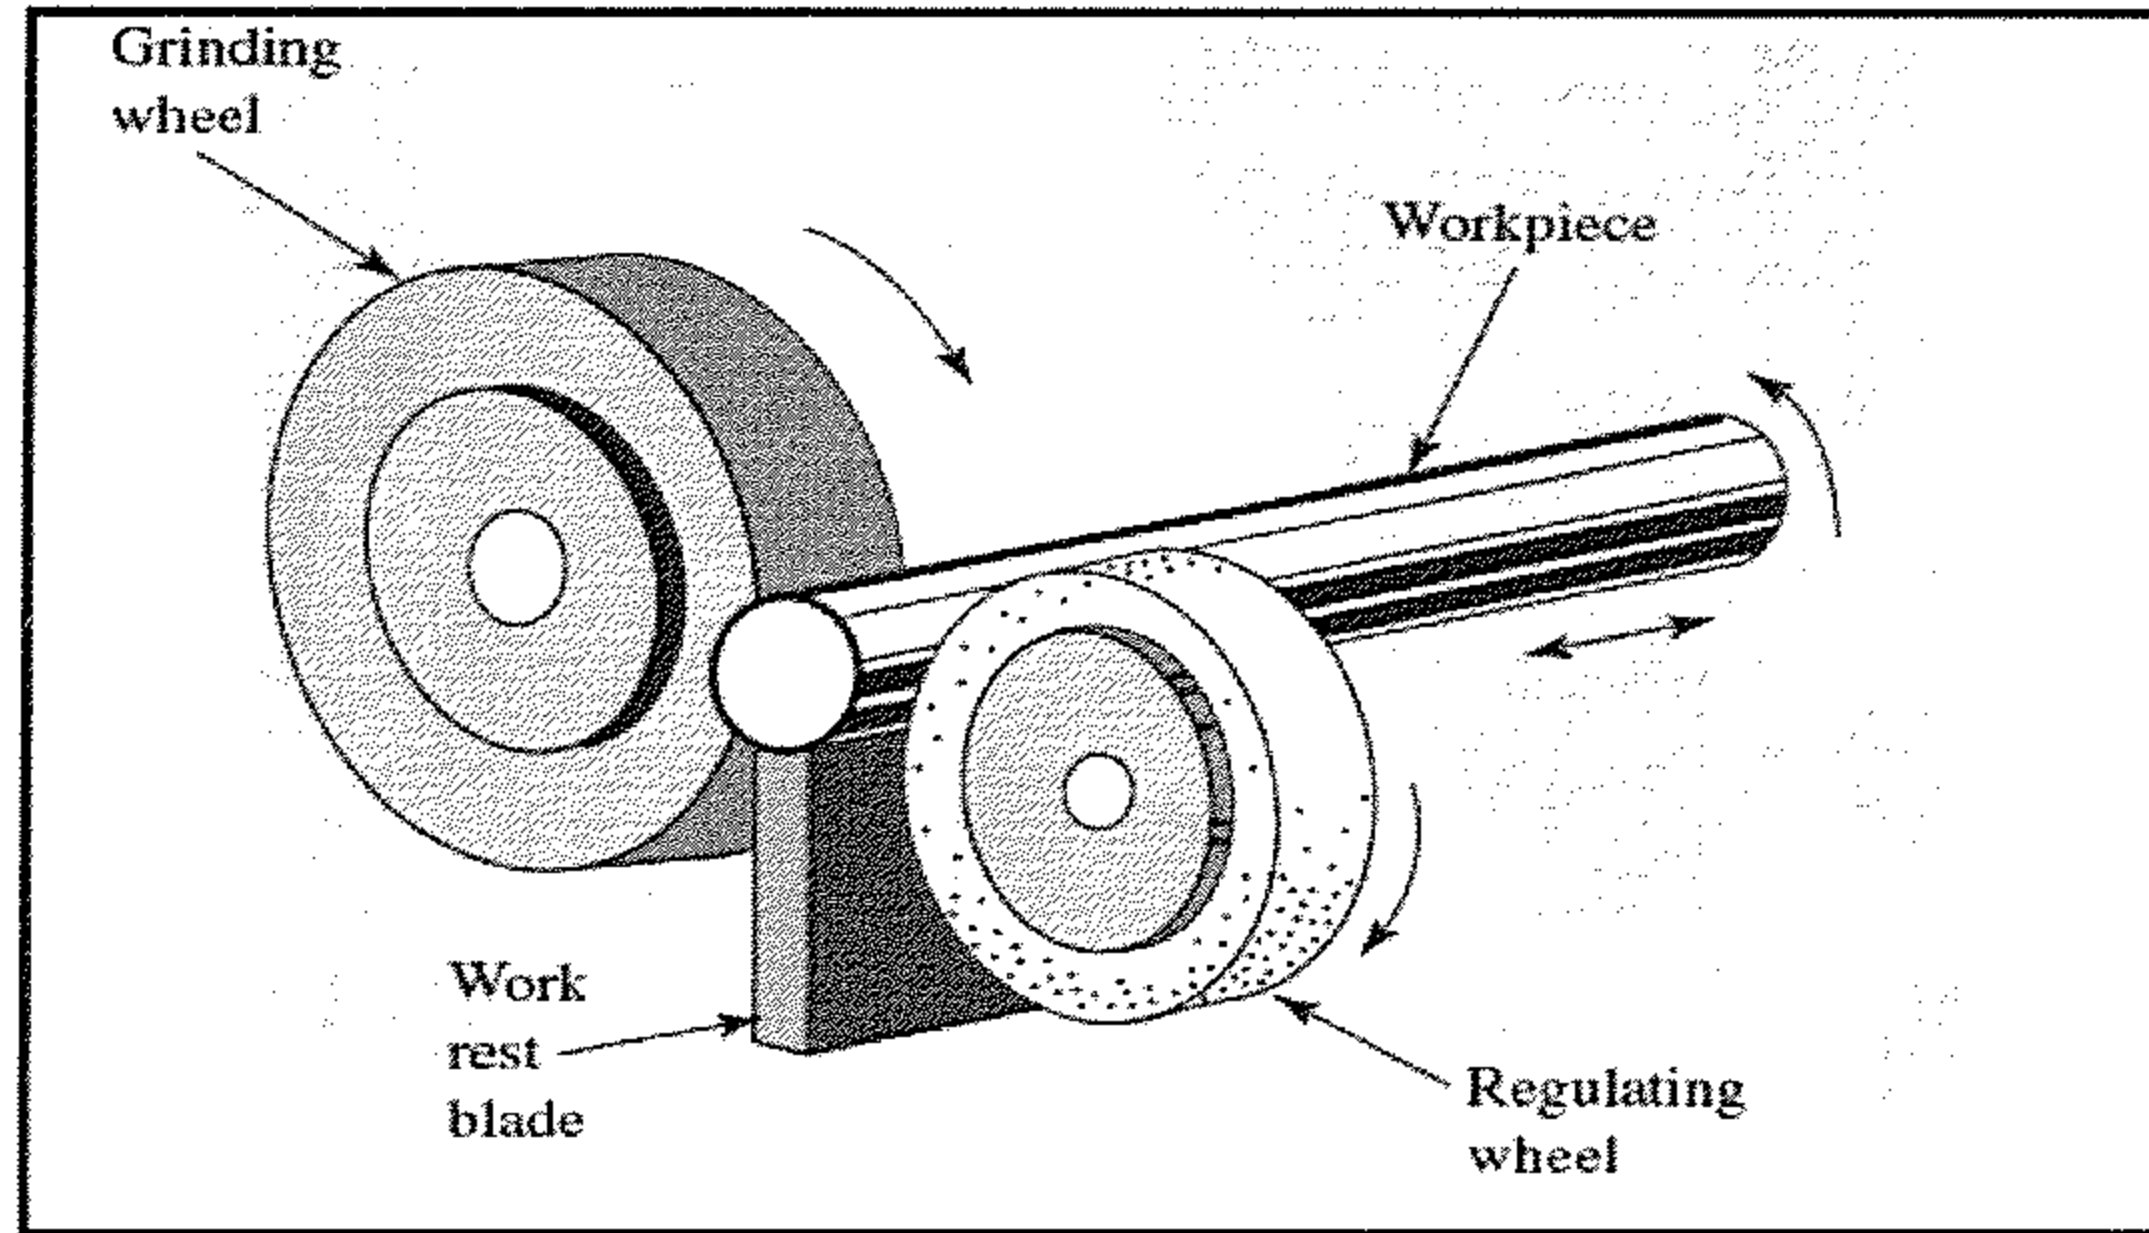 Grinding
wheel
Workpiece
Work
rest
blade
Regulating
wheel